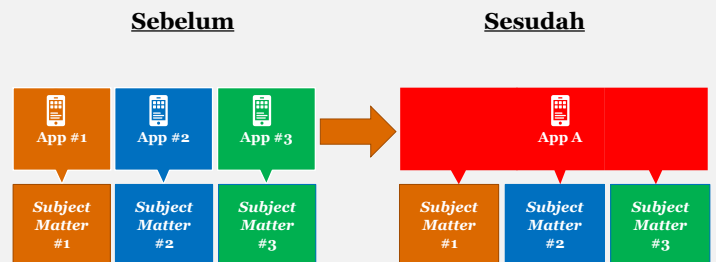 Sebelum
Sesudah
App #1
App #2
App #3
App A
Subject
Matter
#1
Subject
Matter
#2
Subject
Matter
#3
Subject
Matter
#1
Subject
Matter
#2
Subject
Matter
#3